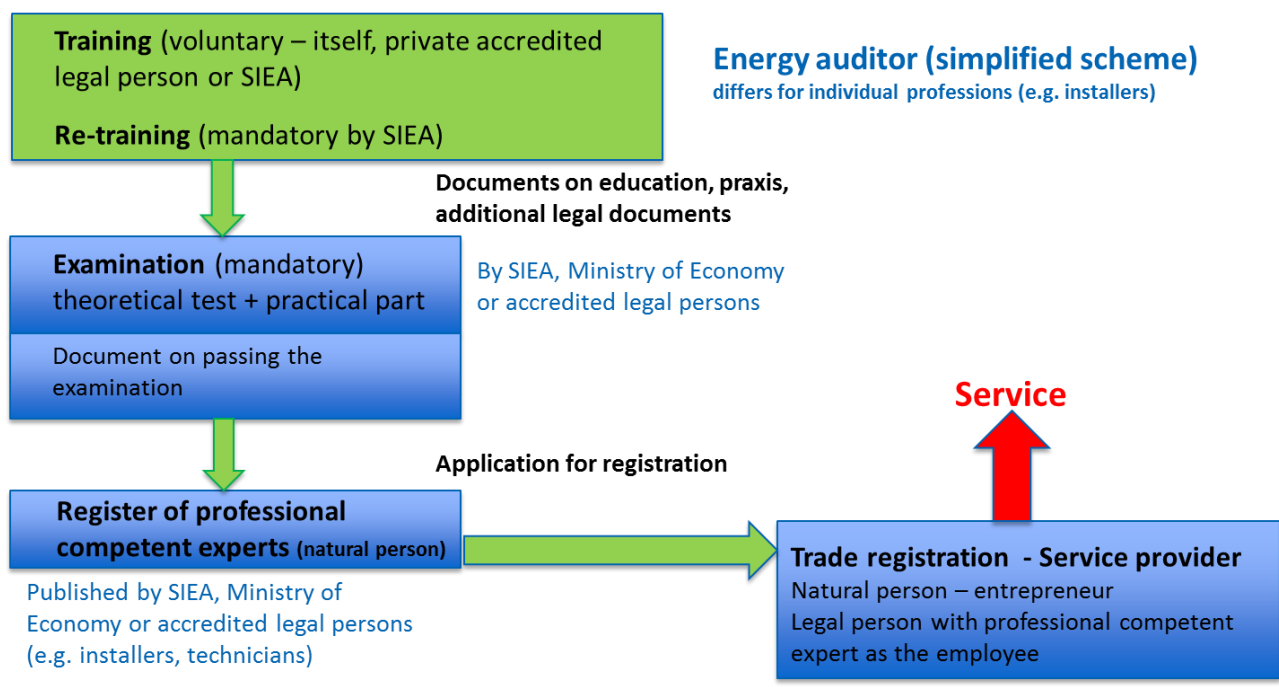 Training (voluntary – itself, private accredited
legal person or SIEA)
Re-training (mandatory by SIEA)
Energy auditor (simplified scheme)
differs for individual professions (e.g. installers)
Documents on education, praxis,
additional legal documents
Examination (mandatory)
theoretical test + practical part
By SIEA, Ministry of Economy
or accredited legal persons
Document on passing the
examination
Application for registration
Register of professional
competent experts (natural person)
Published by SIEA, Ministry of
Economy or accredited legal persons
(e.g. installers, technicians)
Service
Trade registration - Service provider
Natural person – entrepreneur
Legal person with professional competent
expert as the employee